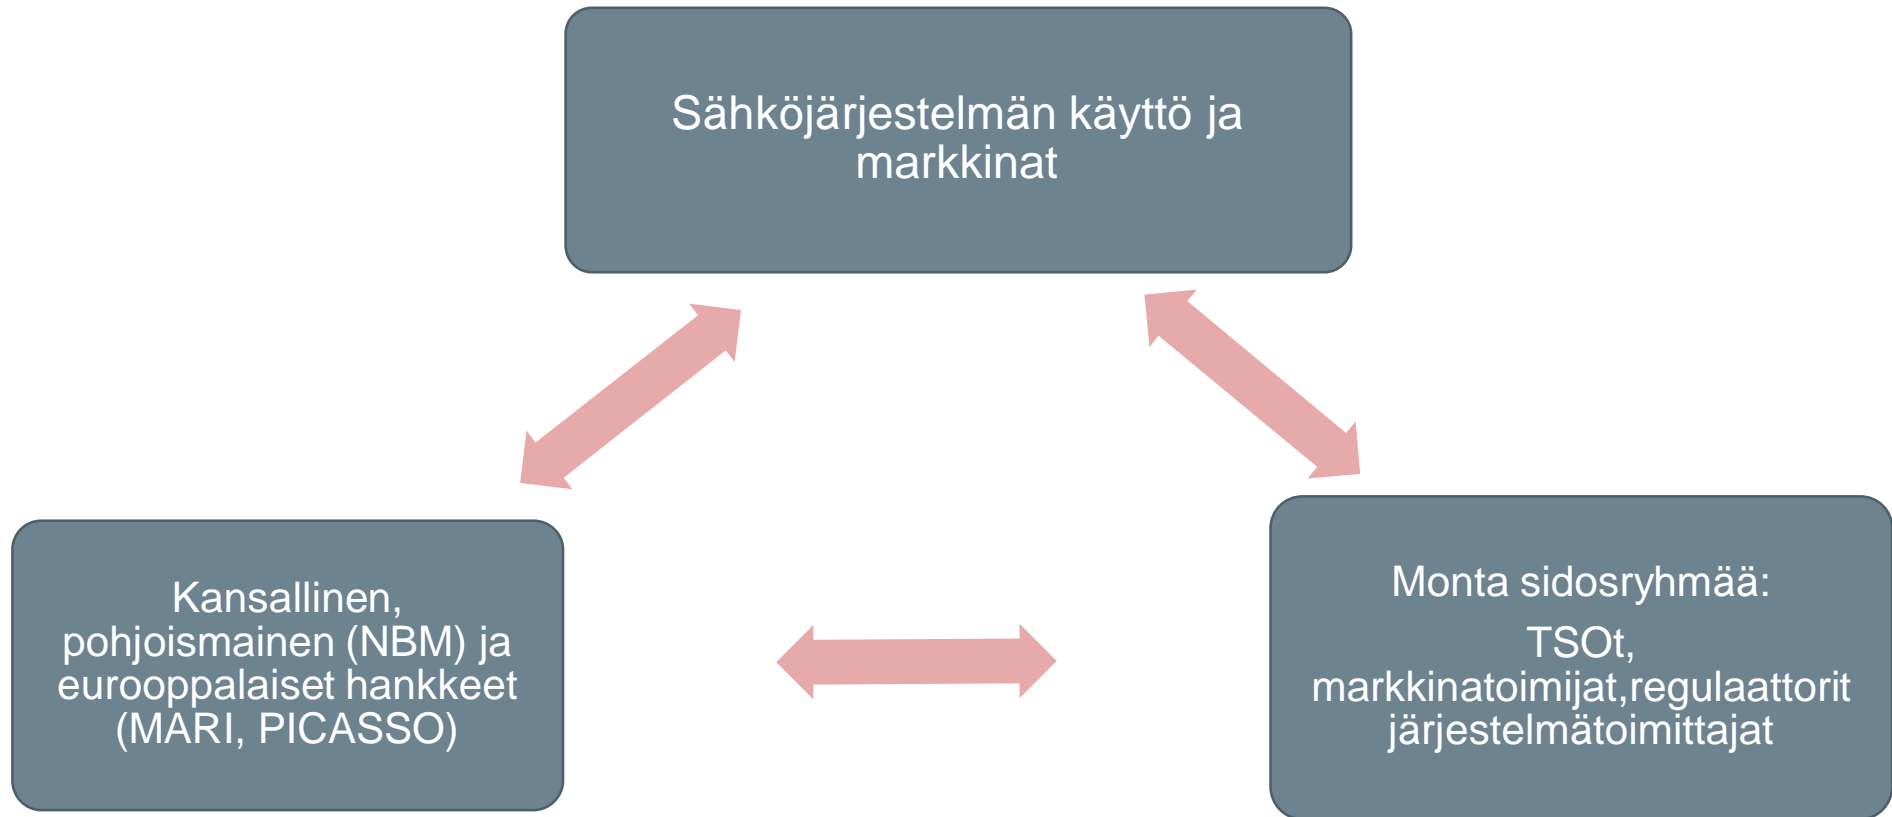 Sähköjärjestelmän käyttö ja
markkinat
Kansallinen,
pohjoismainen (NBM) ja
eurooppalaiset hankkeet
(MARI, PICASSO)
Monta sidosryhmää:
TSOt,
markkinatoimijat,regulaattorit
järjestelmätoimittajat